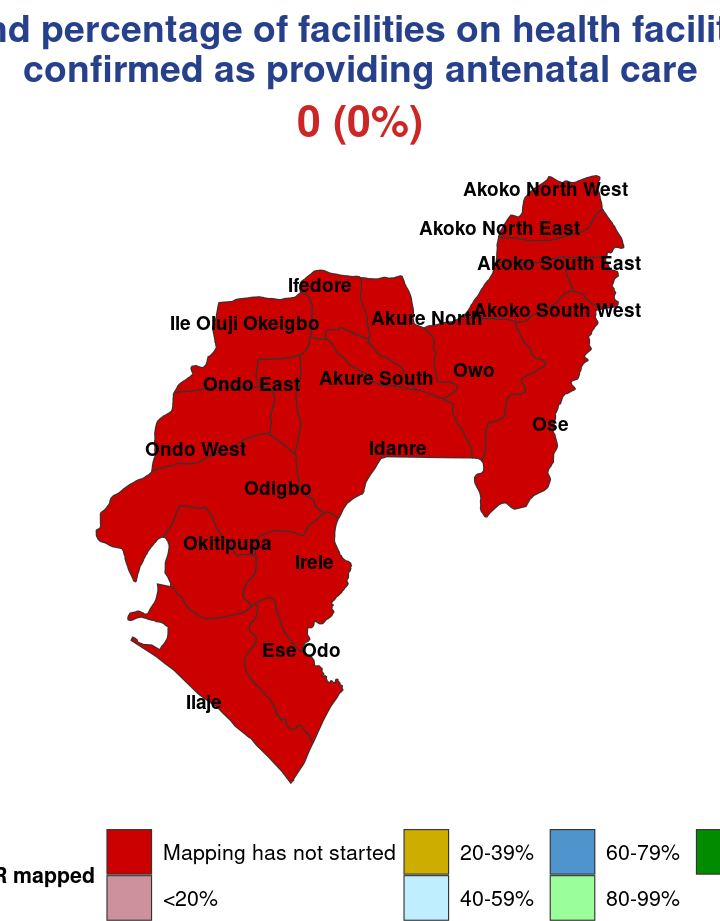 percentage of facilities on health
confirmed as providing antenatal care
0 (0%)
Akoko North West
Akoko North East
Akoko South East
Ifedore
Akoko South West
Akure North
Ile Oluji Okeigbo
Owo
Akure South
Ondo East
Ose
Idanre
Ondo West
Odigbo
Okitipupa
Irele
Ese Odo
Ilaje
Mapping has not started
20-39%
60-79%
mapped
<20%
40-59%
80-99%